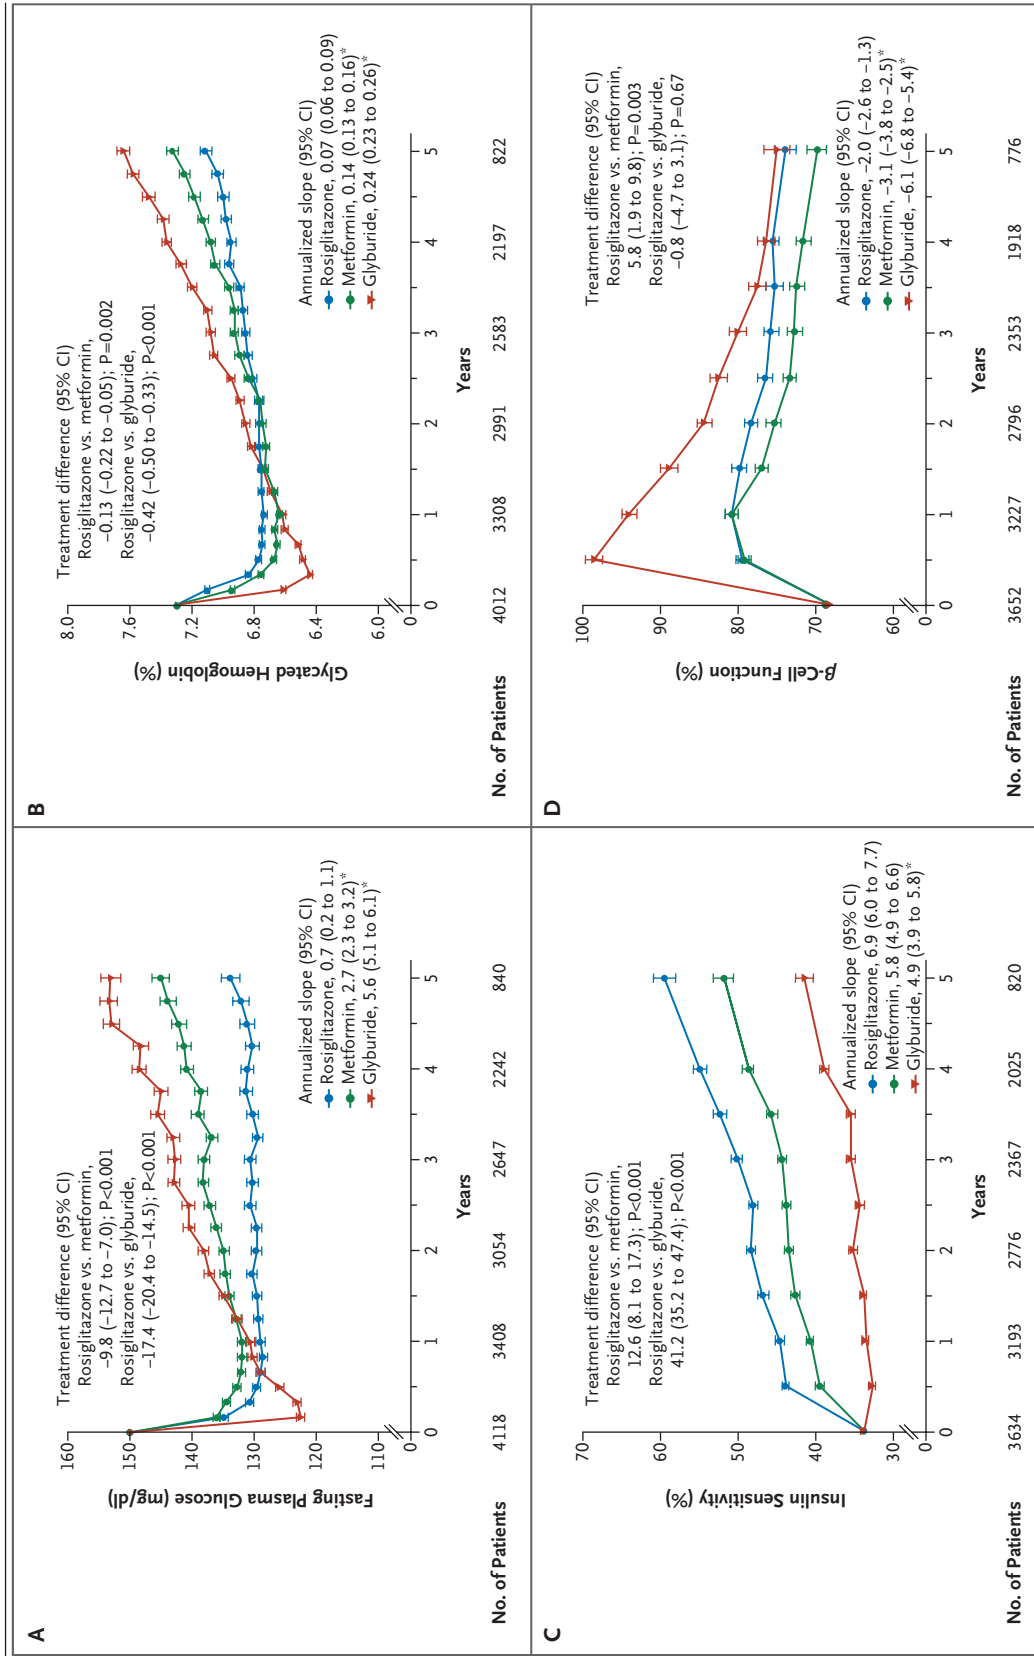 A
Fasting Plasma Glucose (mg/dl)
160
150
140
130
120
110
0
Treatment difference (95% CI)
Rosiglitazone vs. metformin,
−9.8 (−12.7 to −7.0); P<0.001
Rosiglitazone vs. glyburide,
−17.4 (−20.4 to −14.5); P<0.001
Annualized slope (95% CI)
Rosiglitazone, 0.7 (0.2 to 1.1)
Metformin, 2.7 (2.3 to 3.2)*
Glyburide, 5.6 (5.1 to 6.1)*
0 1 2 3 4 5
Years
No. of Patients 4118 3408 3054 2647 2242 840
B
Glycated Hemoglobin (%)
8.0
7.6
7.2
6.8
6.4
6.0
0
Treatment difference (95% CI)
Rosiglitazone vs. metformin,
−0.13 (−0.22 to −0.05); P=0.002
Rosiglitazone vs. glyburide,
−0.42 (−0.50 to −0.33); P<0.001
Annualized slope (95% CI)
Rosiglitazone, 0.07 (0.06 to 0.09)
Metformin, 0.14 (0.13 to 0.16)*
Glyburide, 0.24 (0.23 to 0.26)*
0 1 2 3 4 5
Years
No. of Patients 4012 3308 2991 2583 2197 822
C
Insulin Sensitivity (%)
70
60
50
40
30
0
Treatment difference (95% CI)
Rosiglitazone vs. metformin,
12.6 (8.1 to 17.3); P<0.001
Rosiglitazone vs. glyburide,
41.2 (35.2 to 47.4); P<0.001
Annualized slope (95% CI)
Rosiglitazone, 6.9 (6.0 to 7.7)
Metformin, 5.8 (4.9 to 6.6)
Glyburide, 4.9 (3.9 to 5.8)*
0 1 2 3 4 5
Years
No. of Patients 3634 3193 2776 2367 2025 820
D
β-Cell Function (%)
100
90
80
70
60
0
Treatment difference (95% CI)
Rosiglitazone vs. metformin,
5.8 (1.9 to 9.8); P=0.003
Rosiglitazone vs. glyburide,
−0.8 (−4.7 to 3.1); P=0.67
Annualized slope (95% CI)
Rosiglitazone, −2.0 (−2.6 to −1.3)
Metformin, −3.1 (−3.8 to −2.5)*
Glyburide, −6.1 (−6.8 to −5.4)*
0 1 2 3 4 5
Years
No. of Patients 3652 3227 2796 2353 1918 776